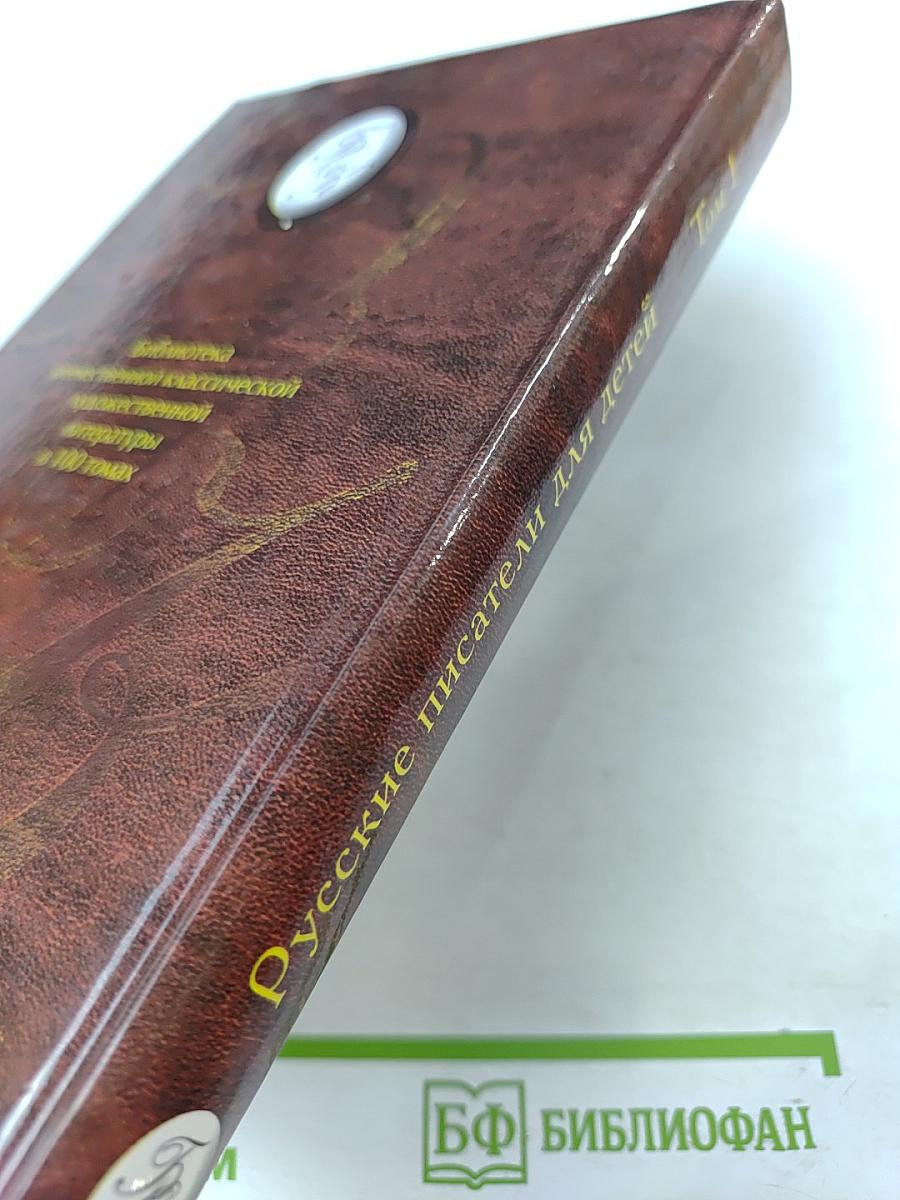 Библиотека
отечественной классической
художественной
литературы
в 100 томах
Русские писатели для детей Том 1
БФ БИБЛИОФАН